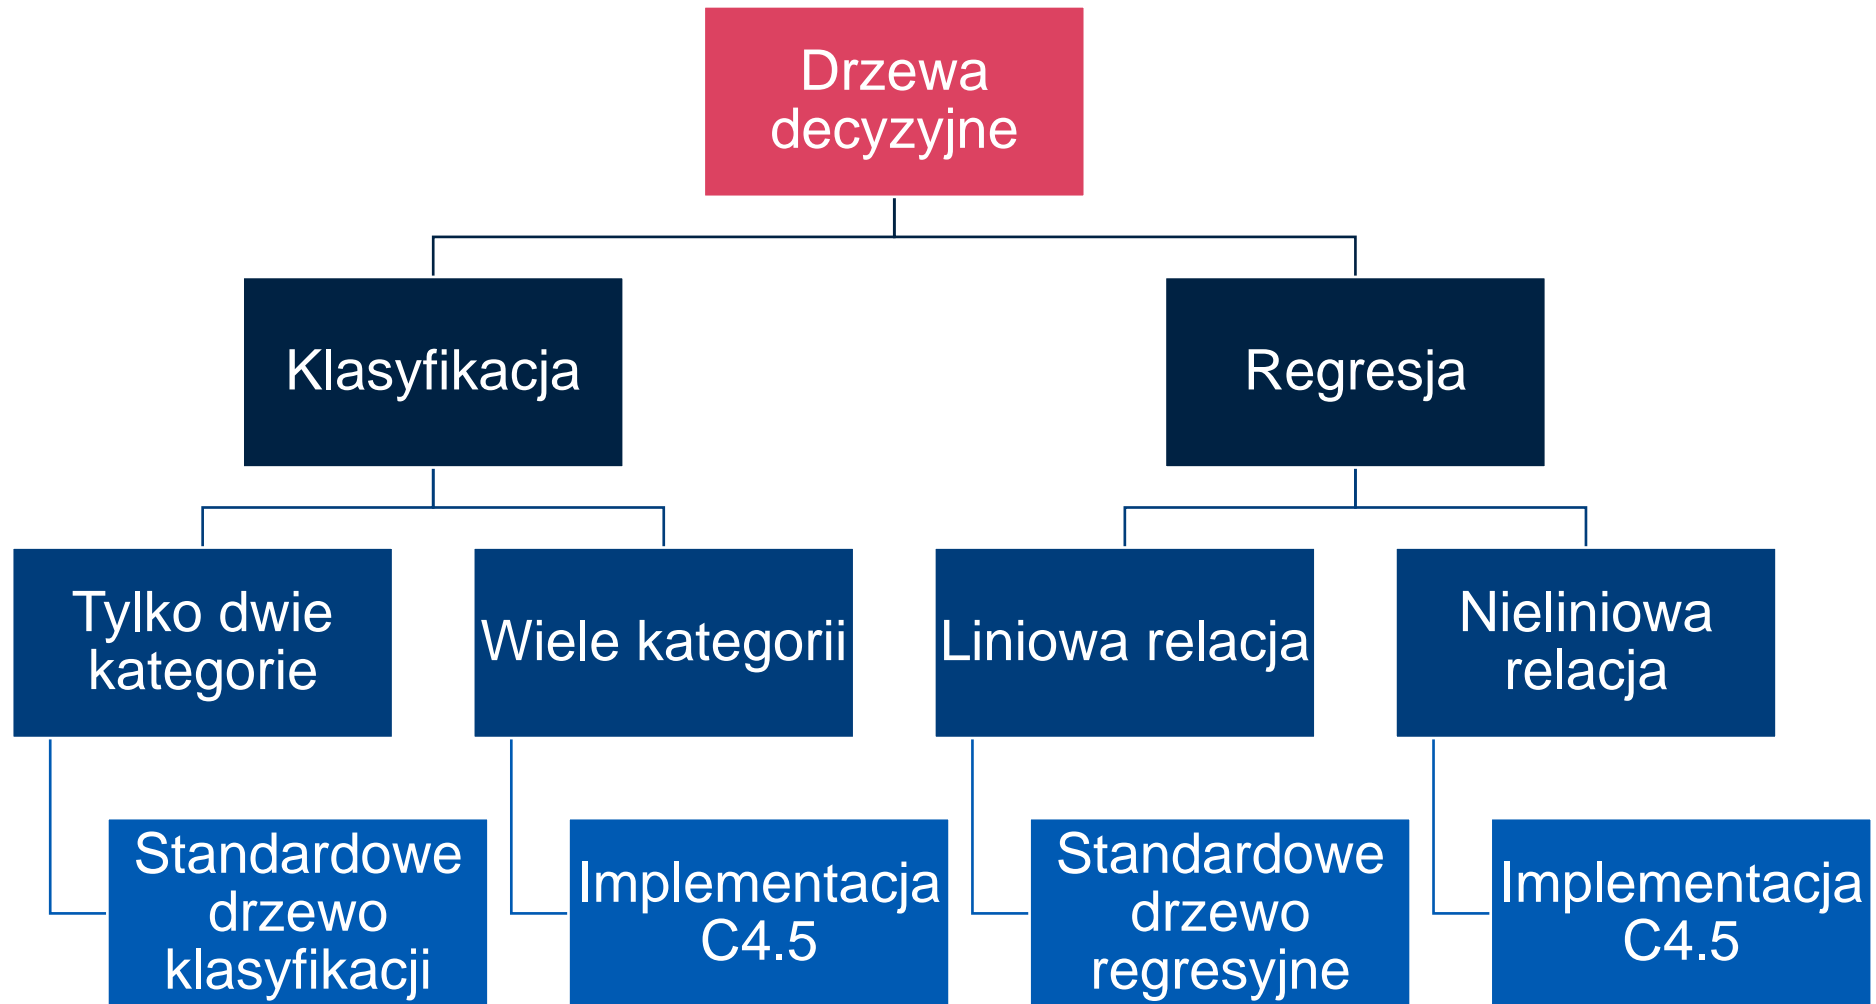 Drzewa
decyzyjne
Klasyfikacja
Regresja
Tylko dwie
kategorie
Wiele kategorii
Liniowa relacja
Nieliniowa
relacja
Standardowe
drzewo
klasyfikacji
Implementacja
C4.5
Standardowe
drzewo
regresyjne
Implementacja
C4.5